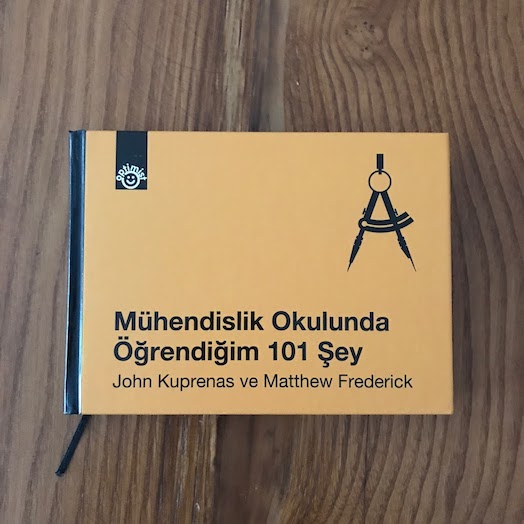 optimist
Mühendislik Okulunda
Öğrendiğim 101 Şey
John Kuprenas ve Matthew Frederick